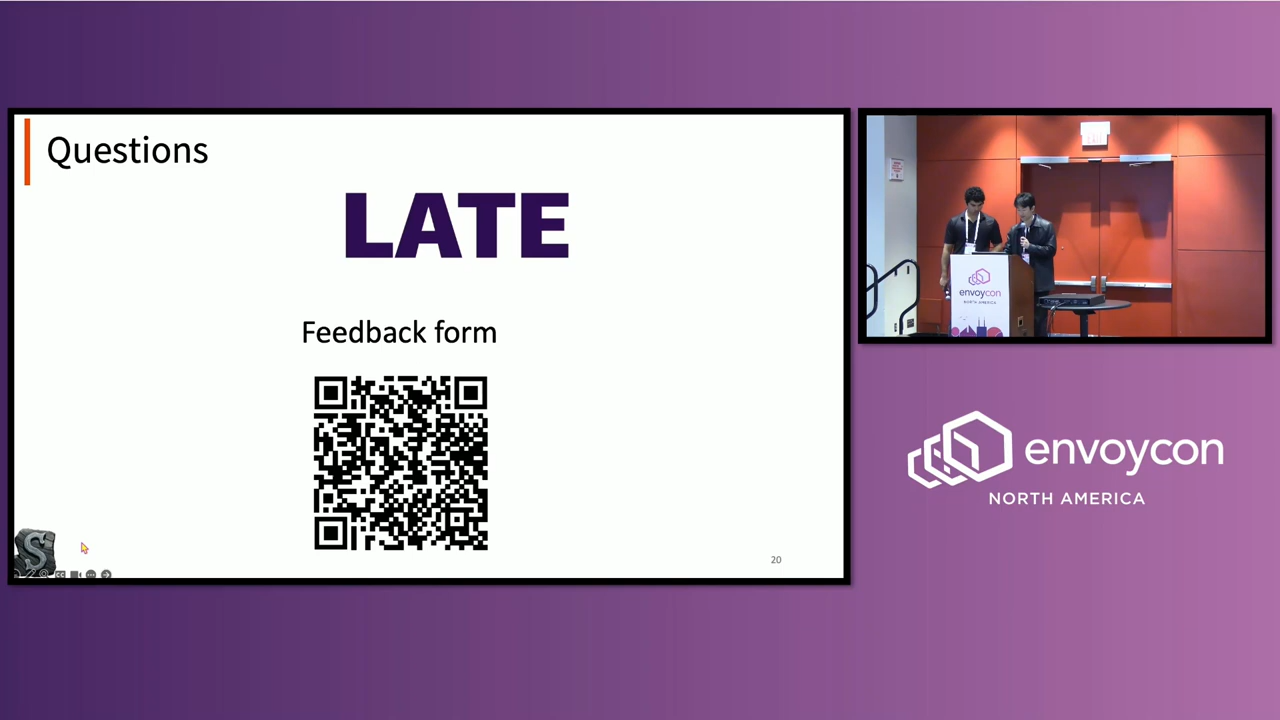 Questions
LATE
Feedback form
20
envoycon
NORTH AMERICA
envoycon
NORTH AMERICA